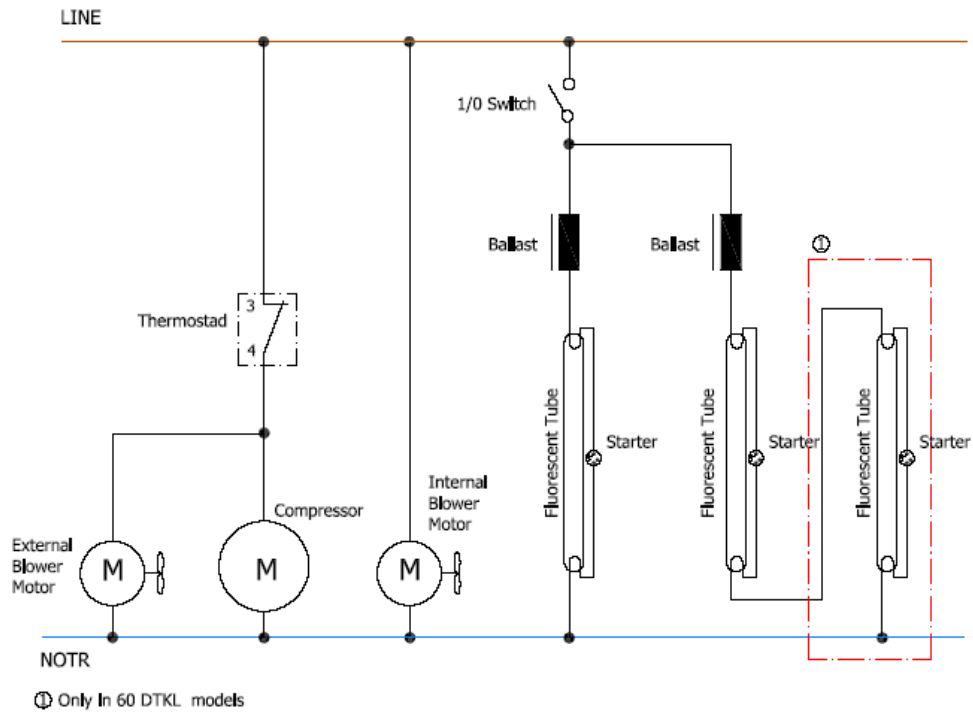 LINE
1/0 Switch
Ballast
Ballast
1
3
Thermostad
4
Fluorescent Tube
Starter
Fluorescent Tube
Starter
Fluorescent Tube
Starter
Internal
Blower
Motor
Compressor
External
Blower
Motor
M
M
M
NOTR
1 Only In 60 DTKL models